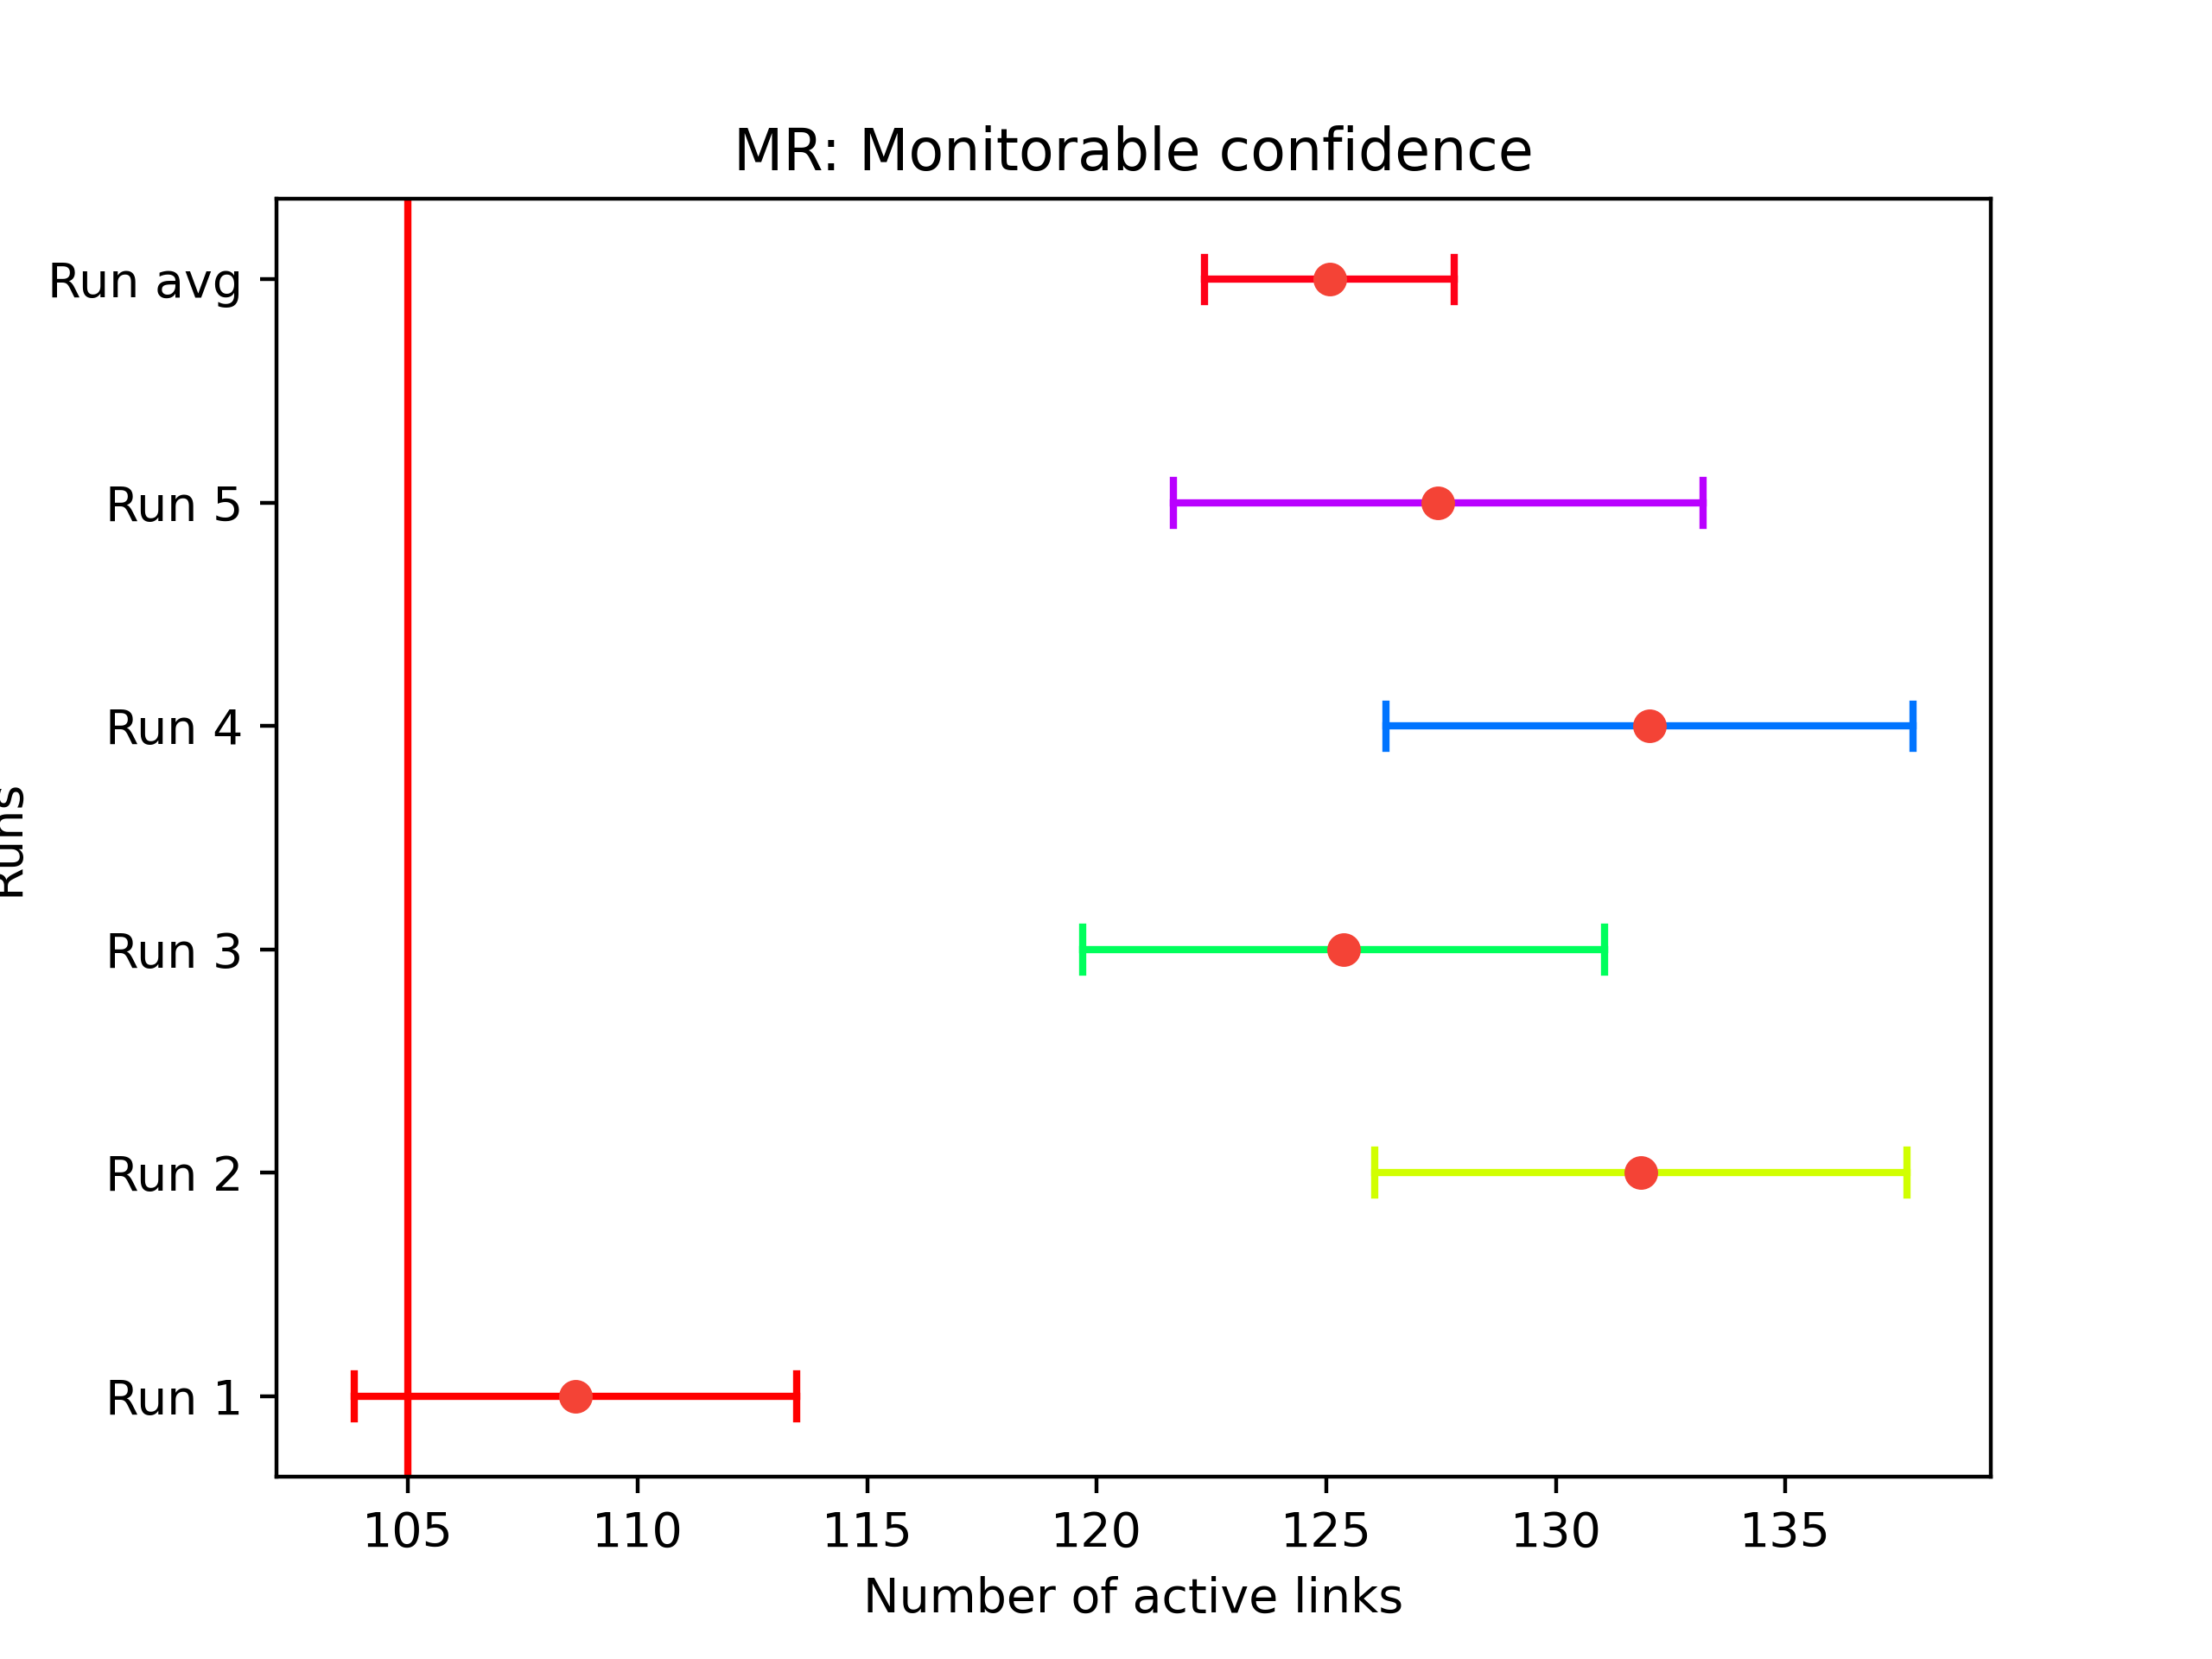 MR: Monitorable confidence
Run avg
Run 5
Run 4
Run 3
Run 2
Run 1
Runs
105 110 115 120 125 130 135
Number of active links